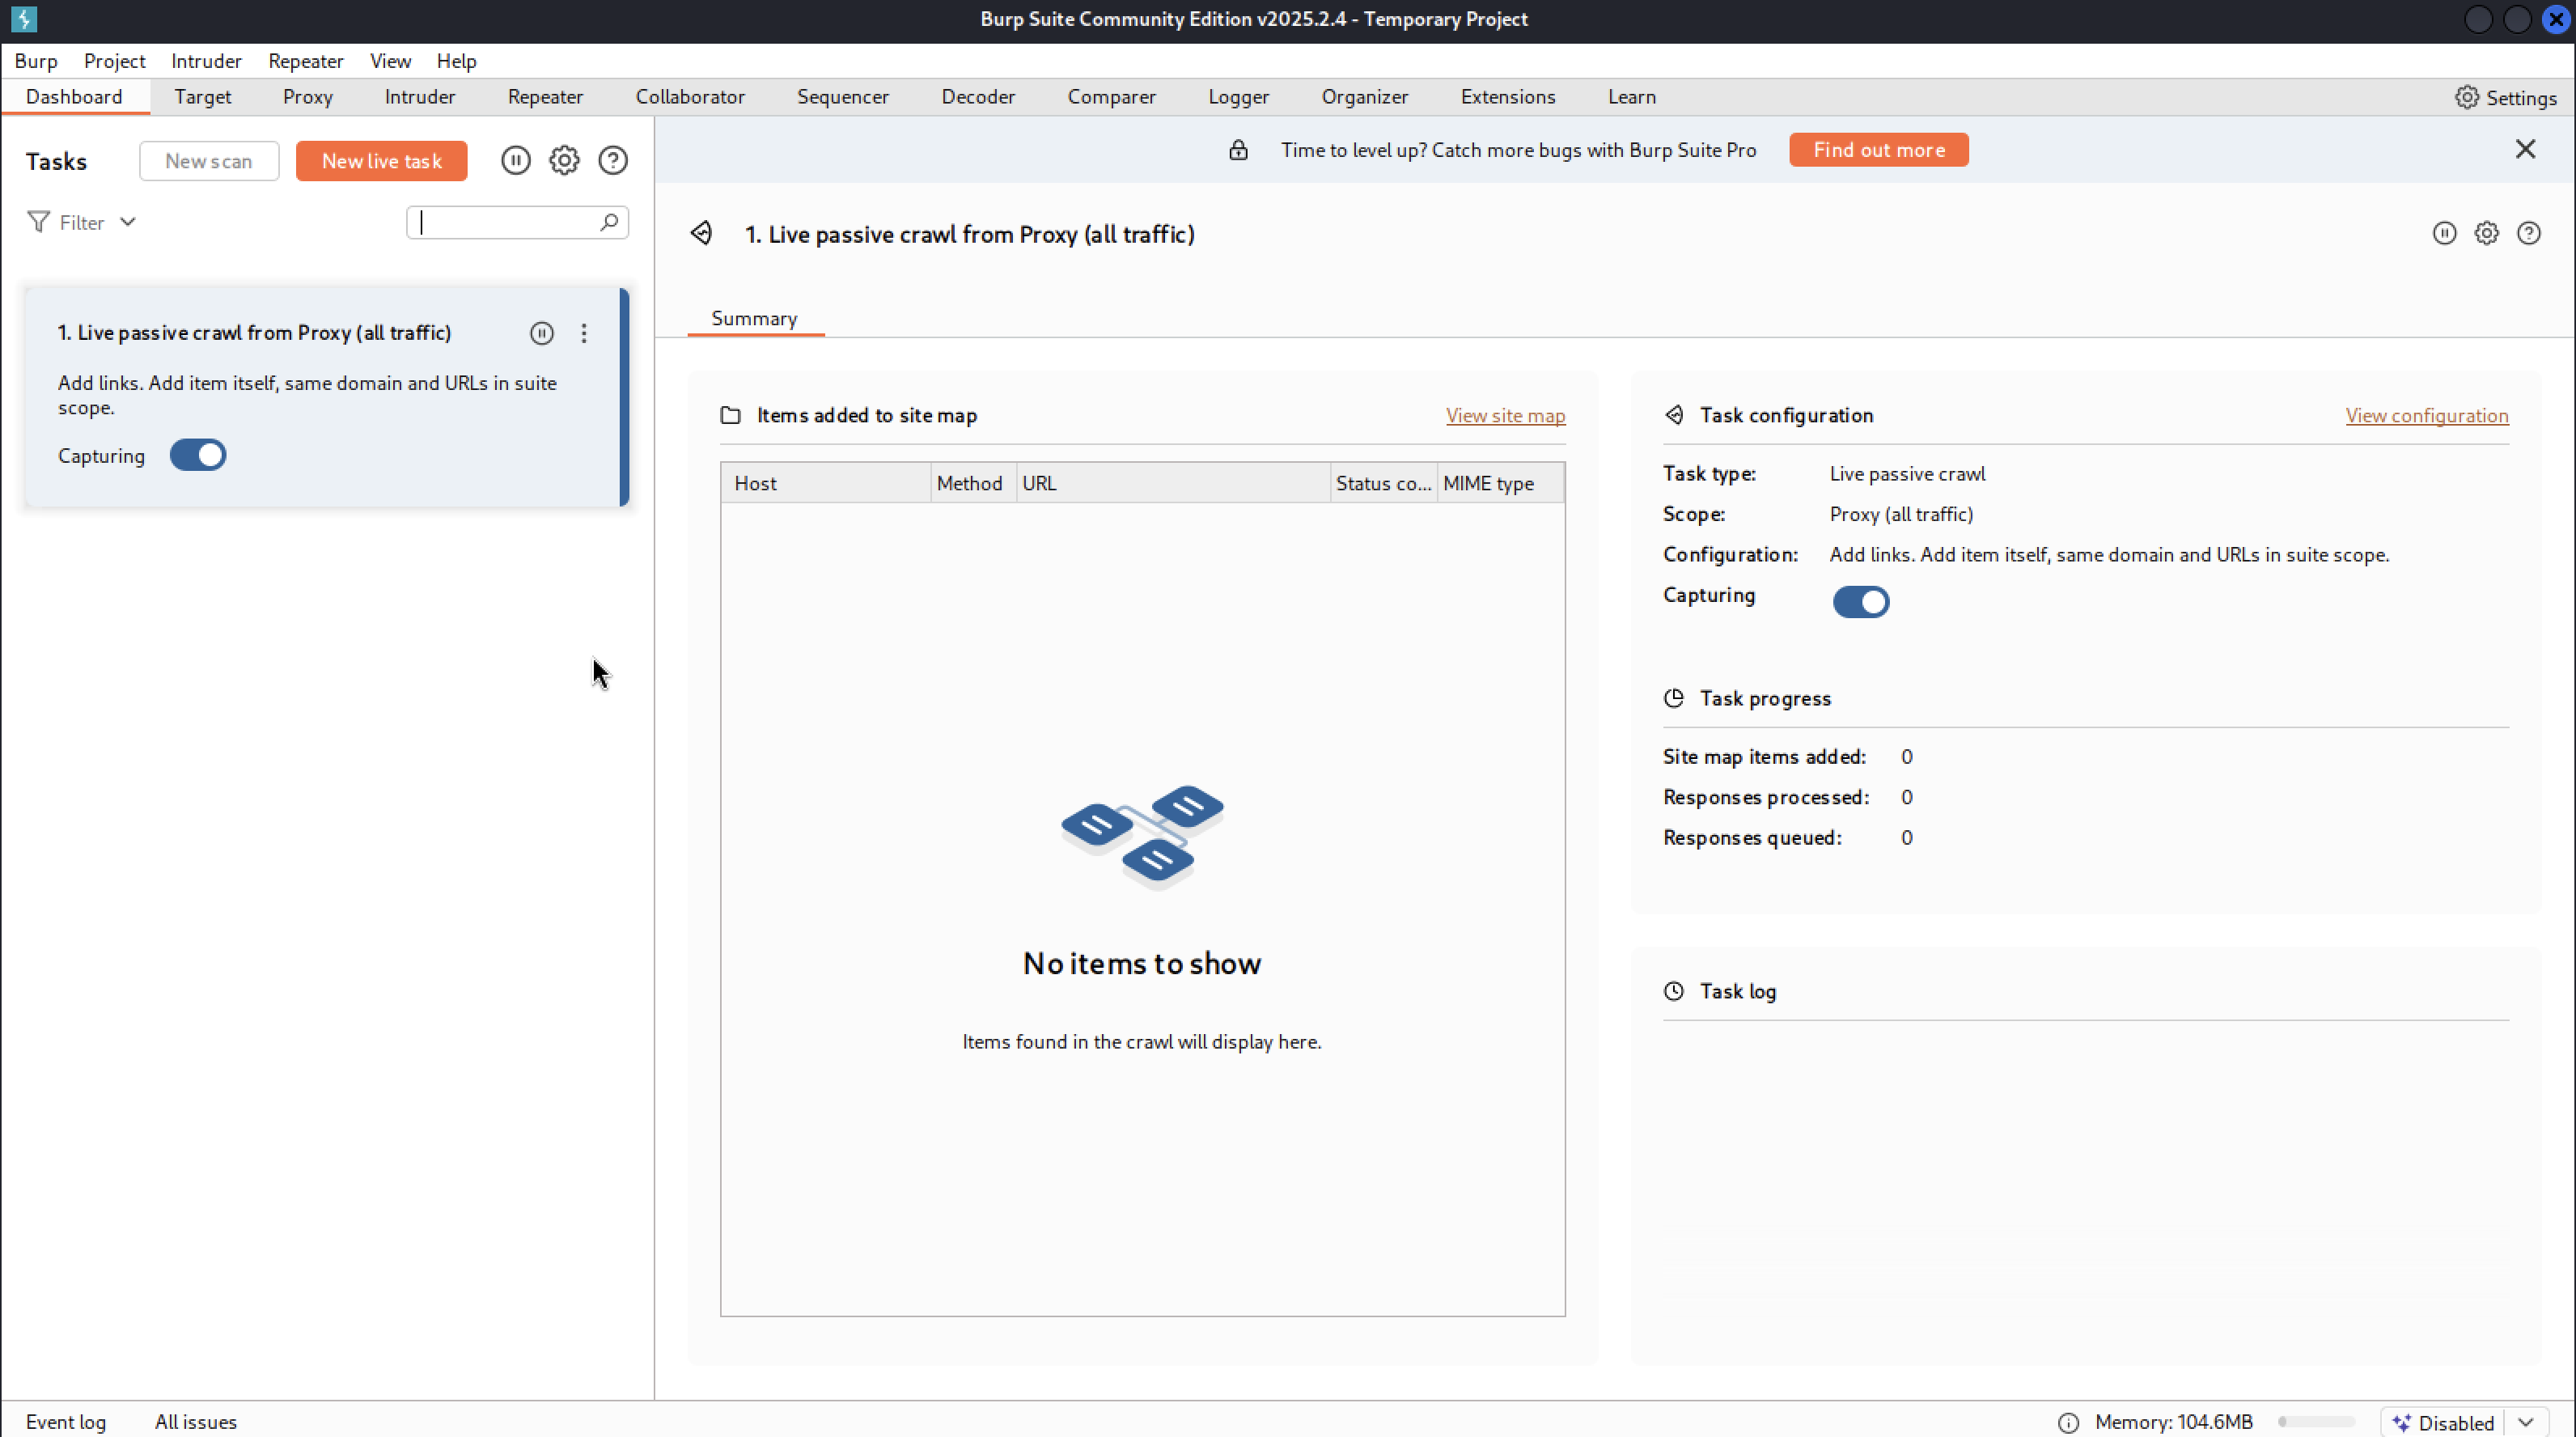 Burp Suite Community Edition v2025.2.4 - Temporary Project
Burp Project Intruder Repeater View Help
Dashboard Target Proxy Intruder Repeater Collaborator Sequencer Decoder Comparer Logger Organizer Extensions Learn Settings
Tasks New scan New live task
Filter
1. Live passive crawl from Proxy (all traffic)
Add links. Add item itself, same domain and URLs in suite
scope.
Capturing
Time to level up? Catch more bugs with Burp Suite Pro Find out more
1. Live passive crawl from Proxy (all traffic)
Summary
Items added to site map View site map
Host Method URL Status co... MIME type
No items to show
Items found in the crawl will display here.
Task configuration View configuration
Task type: Live passive crawl
Scope: Proxy (all traffic)
Configuration: Add links. Add item itself, same domain and URLs in suite scope.
Capturing
Task progress
Site map items added: 0
Responses processed: 0
Responses queued: 0
Task log
Event log All issues Memory: 104.6MB Disabled